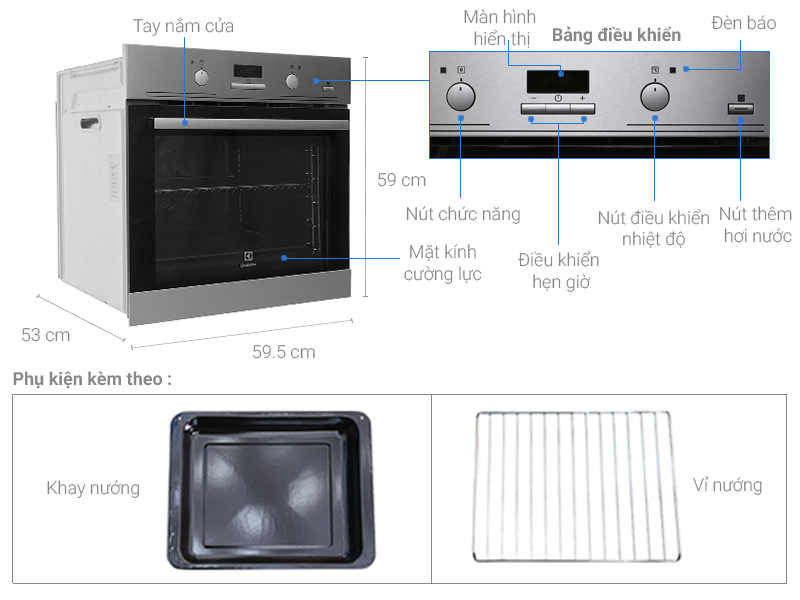 Tay nắm cửa
Màn hình
hiển thị
Bảng điều khiển
Đèn báo
59 cm
Nút chức năng
Điều khiển
hẹn giờ
Nút điều khiển
nhiệt độ
Nút thêm
hơi nước
Mặt kính
cường lực
Electrolux
53 cm
59.5 cm
Phụ kiện kèm theo :
Khay nướng
Vỉ nướng